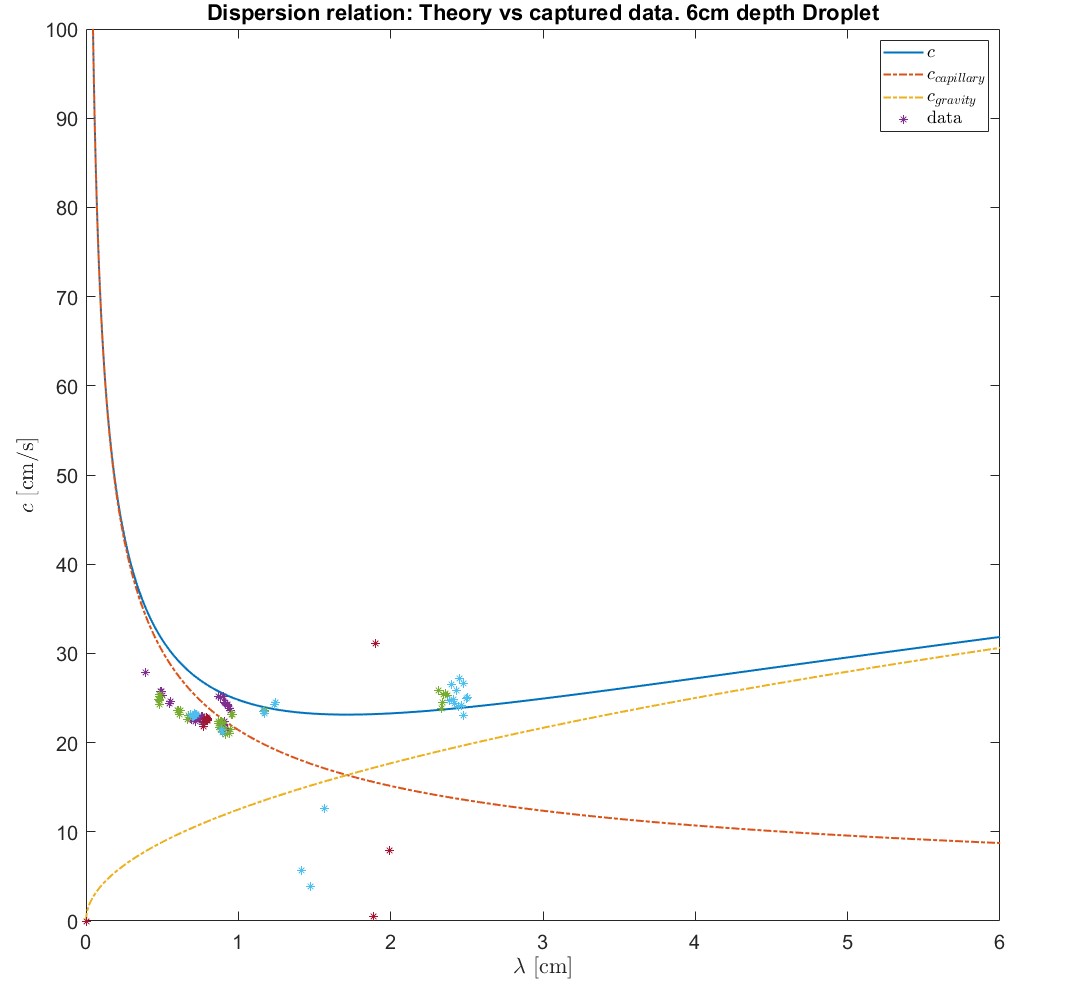 Dispersion relation: Theory vs captured data. 6cm depth Droplet
100
90
80
70
60
50
40
30
20
10
0
c [cm/s]
c
c_capillary
c_gravity
data
0 1 2 3 4 5 6
λ [cm]